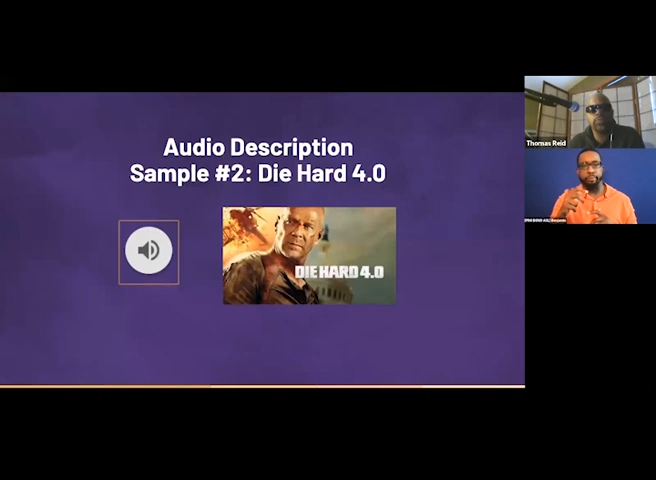 Audio Description
Sample #2: Die Hard 4.0
DIE HARD 4.0
Thomas Reid